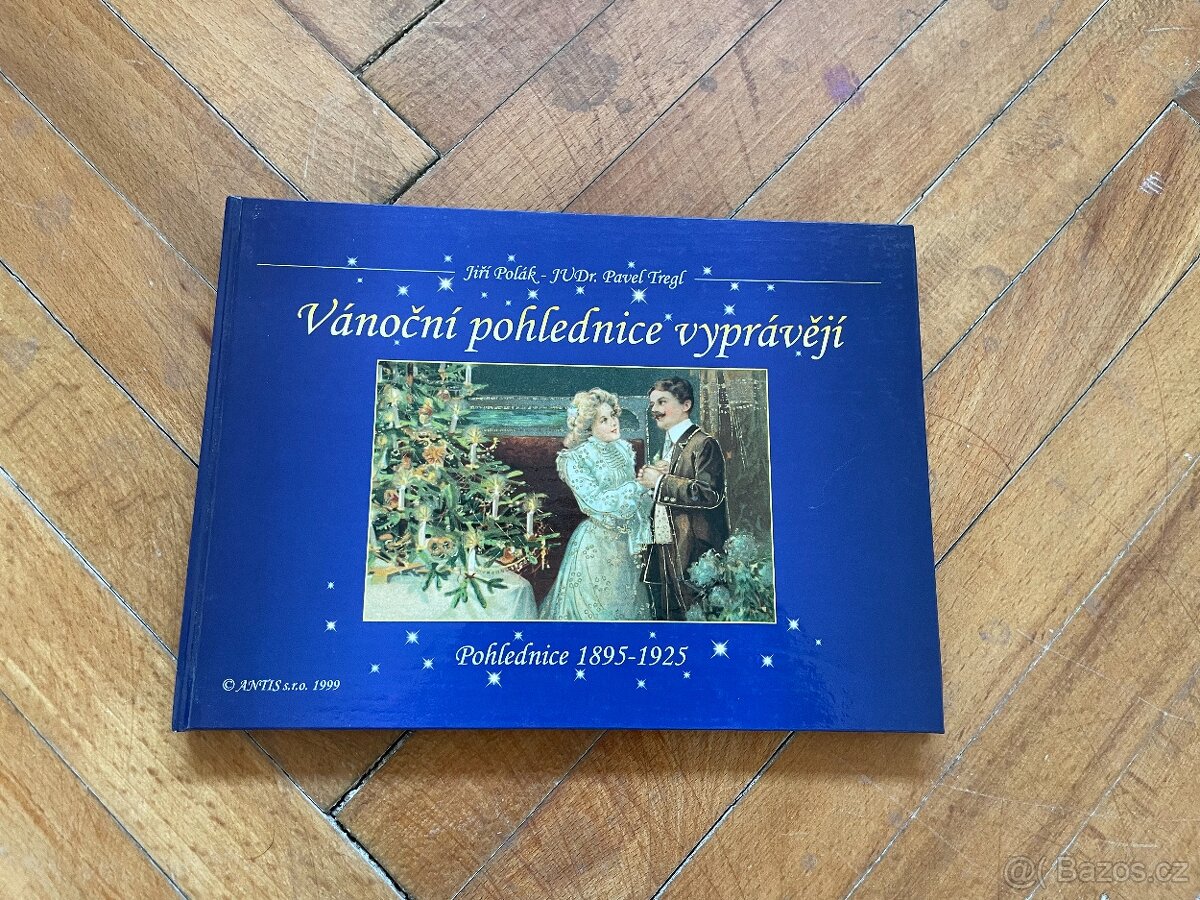 Jiří Polák - JUDr. Pavel Tregl
Vánoční pohlednice vyprávějí
Pohlednice 1895-1925
© ANTIS s.r.o. 1999
@ Bazos.cz